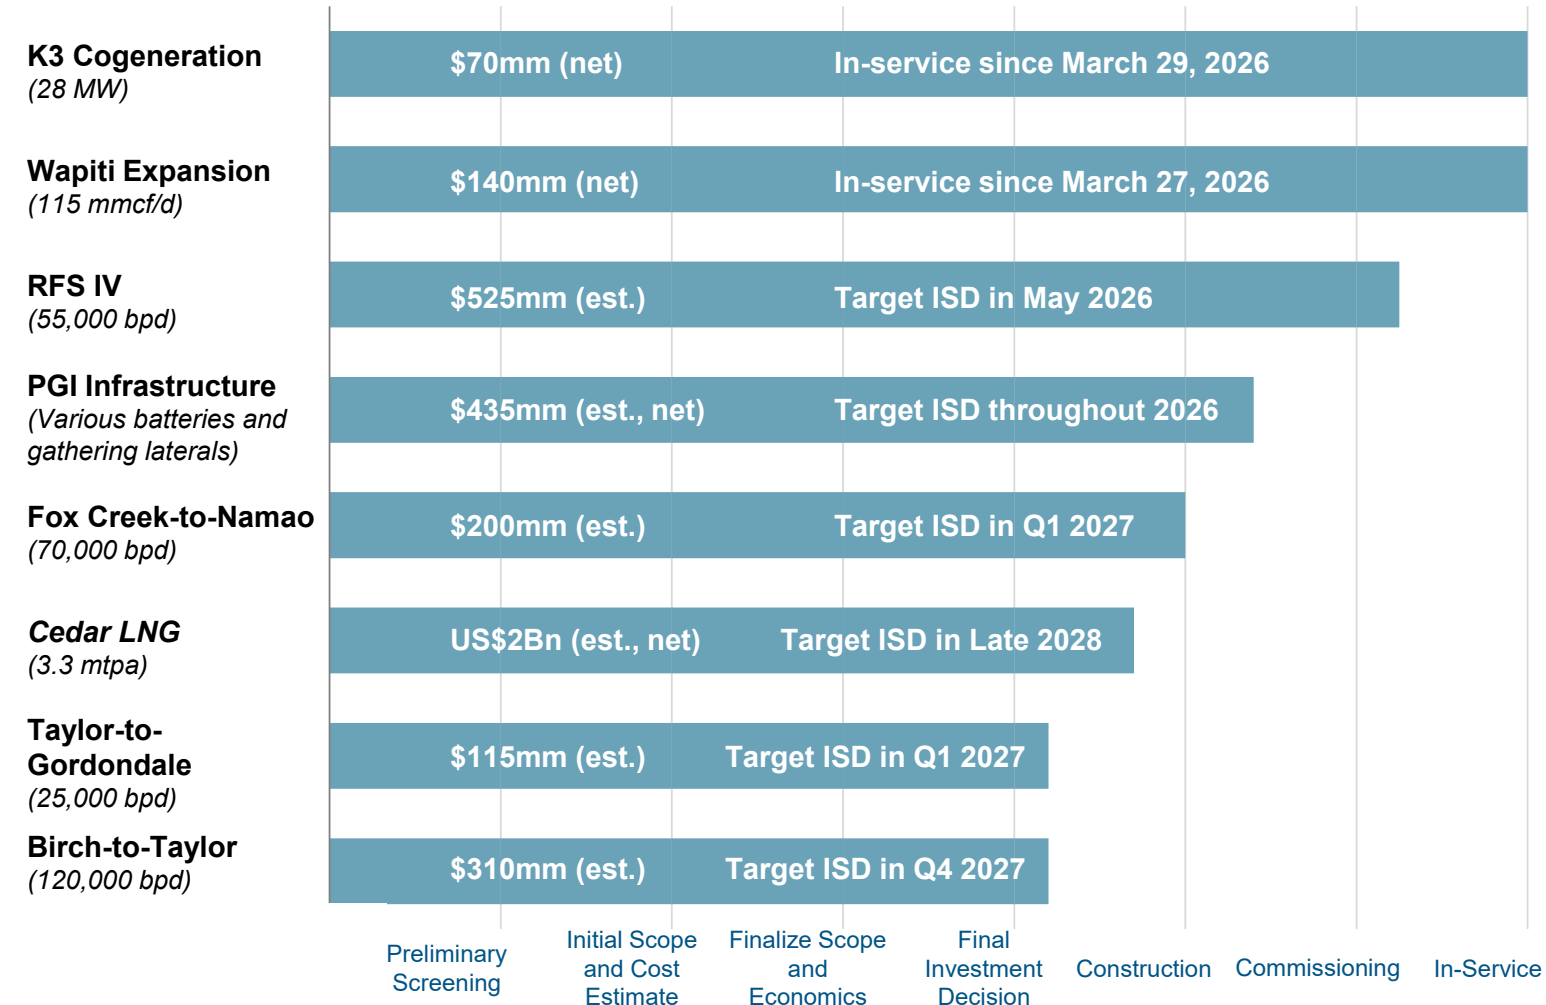 K3 Cogeneration
(28 MW)
$70mm (net)
In-service since March 29, 2026
Wapiti Expansion
(115 mmcf/d)
$140mm (net)
In-service since March 27, 2026
RFS IV
(55,000 bpd)
$525mm (est.)
Target ISD in May 2026
PGI Infrastructure
(Various batteries and
gathering laterals)
$435mm (est., net)
Target ISD throughout 2026
Fox Creek-to-Namao
(70,000 bpd)
$200mm (est.)
Target ISD in Q1 2027
Cedar LNG
(3.3 mtpa)
US$2Bn (est., net)
Target ISD in Late 2028
Taylor-to-
Gordondale
(25,000 bpd)
$115mm (est.)
Target ISD in Q1 2027
Birch-to-Taylor
(120,000 bpd)
$310mm (est.)
Target ISD in Q4 2027
Preliminary
Screening
Initial Scope
and Cost
Estimate
Finalize Scope
and
Economics
Final
Investment
Decision
Construction
Commissioning
In-Service